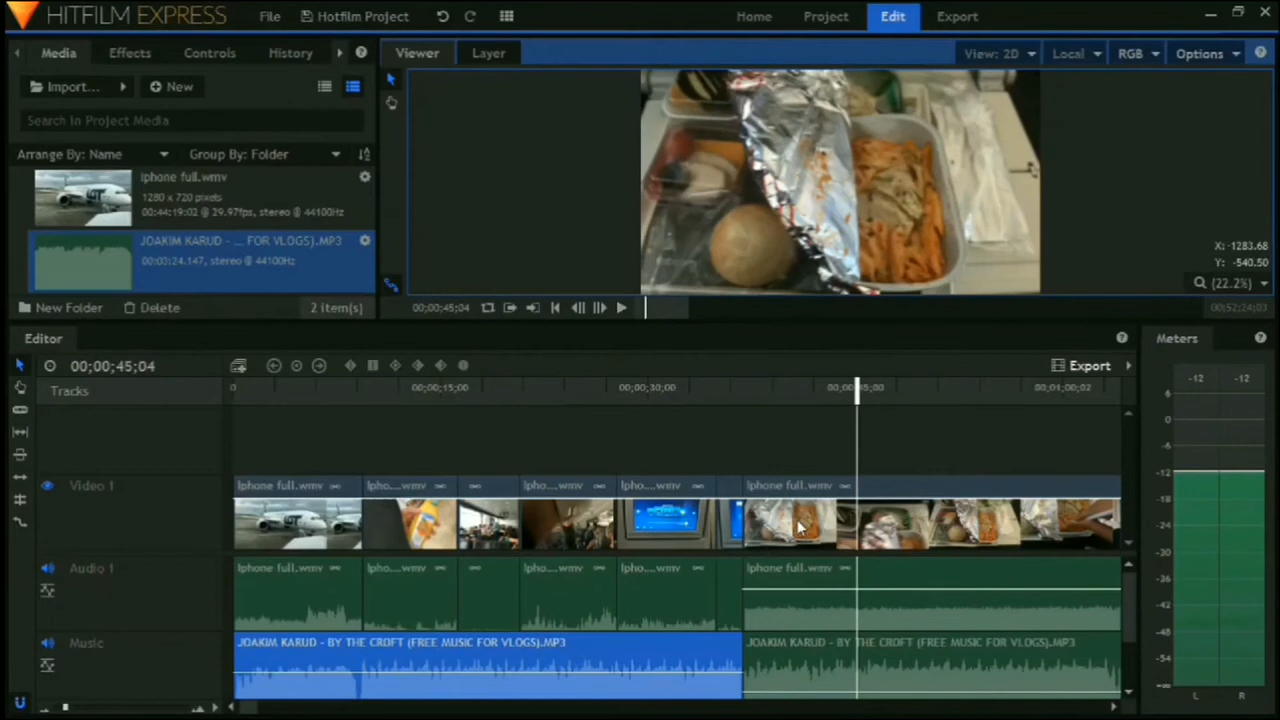 HITFILM EXPRESS
File
Hotfilm Project
Home
Project
Edit
Export
Media
Effects
Controls
History
Viewer
Layer
View: 2D
Local
RGB
Options
Import...
New
Search in Project Media
Arrange By: Name
Group By: Folder
Iphone full.wmv
1280 x 720 pixels
00:44:19:02 @ 29.97fps, stereo @ 44100Hz
JOAKIM KARUD - ... FOR VLOGS).MP3
00:03:24.147, stereo @ 44100Hz
X: -1283.68
Y: -540.50
(22.2%)
New Folder
Delete
2 item(s)
00;00;45;04
00;52;24;03
Editor
Meters
00;00;45;04
Export
Tracks
0
00;00;15;00
00;00;30;00
00;00;45;00
00;01;00;02
-12
-12
6
0
-6
-12
-18
-24
-30
-36
-42
-48
-54
-∞
L
R
Video 1
Iphone full.wmv
Ipho....wmv
Ipho....wmv
Ipho....wmv
Iphone full.wmv
Audio 1
Iphone full.wmv
Ipho....wmv
Ipho....wmv
Ipho....wmv
Iphone full.wmv
Music
JOAKIM KARUD - BY THE CROFT (FREE MUSIC FOR VLOGS).MP3
JOAKIM KARUD - BY THE CROFT (FREE MUSIC FOR VLOGS).MP3